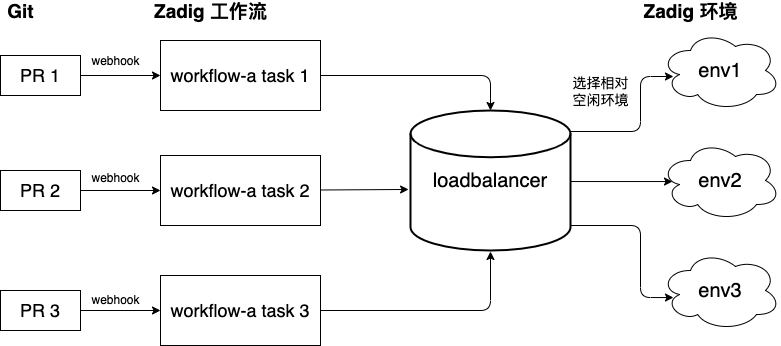 Git
Zadig 工作流
Zadig 环境
PR 1
webhook
workflow-a task 1
选择相对
空闲环境
env1
PR 2
webhook
workflow-a task 2
loadbalancer
env2
PR 3
webhook
workflow-a task 3
env3